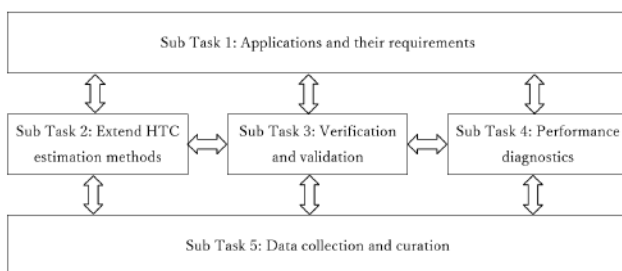 Sub Task 1: Applications and their requirements
Sub Task 2: Extend HTC
estimation methods
Sub Task 3: Verification
and validation
Sub Task 4: Performance
diagnostics
Sub Task 5: Data collection and curation